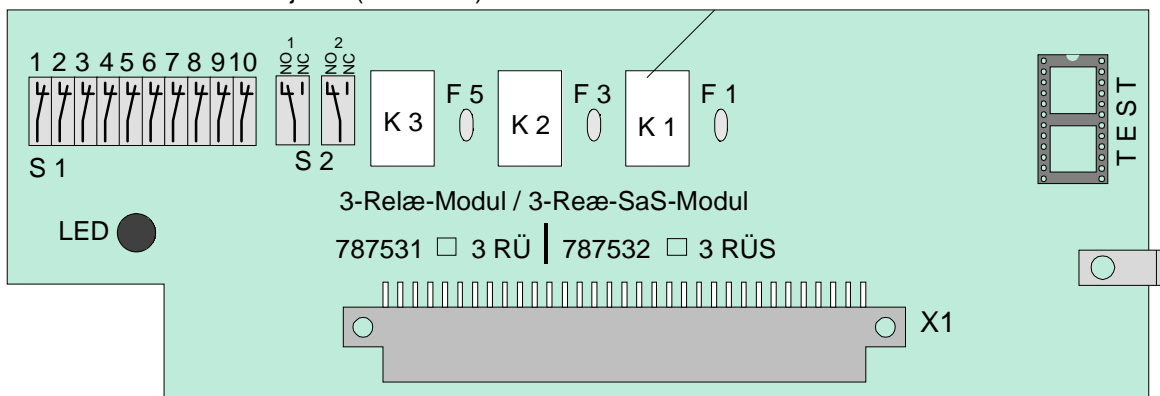 1 2 3 4 5 6 7 8 9 10
NO 1 NC
NO 2 NC
S 1
S 2
K 3
F 5
K 2
F 3
K 1
F 1
TEST
3-Relæ-Modul / 3-Reæ-SaS-Modul
LED
787531 □ 3 RÜ | 787532 □ 3 RÜS
X1